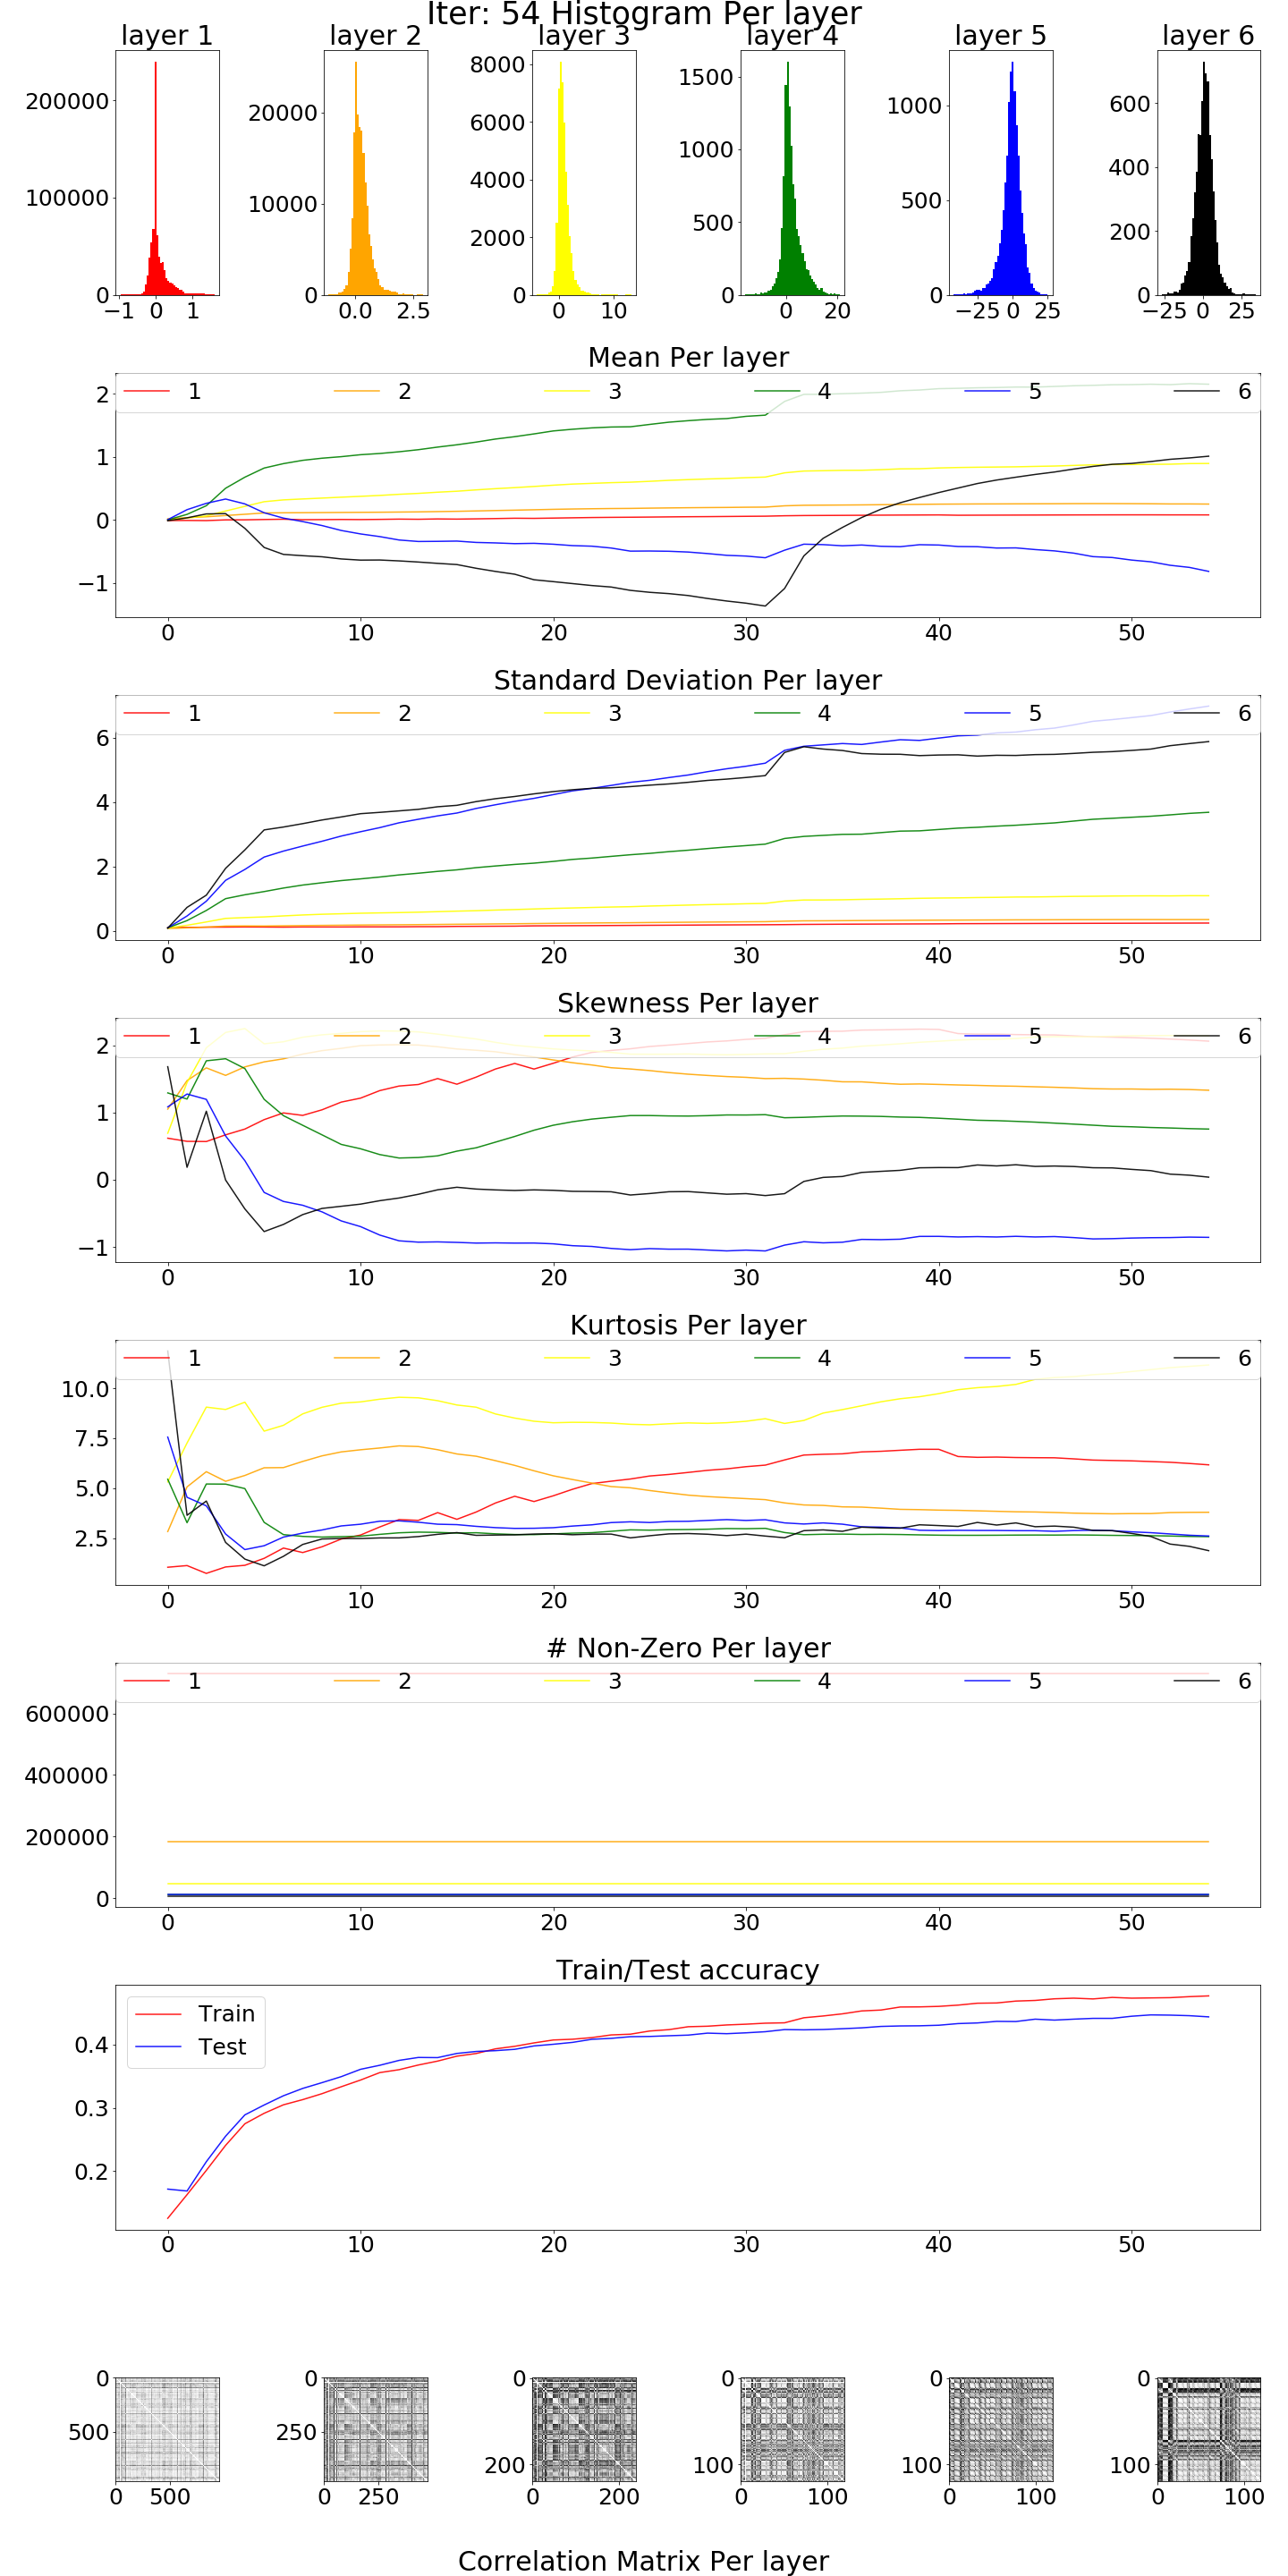 Iter: 54 Histogram Per layer
layer 1 layer 2 layer 3 layer 4 layer 5 layer 6
200000
100000
0
−1 0 1
20000
10000
0
0.0 2.5
8000
6000
4000
2000
0
0 10
1500
1000
500
0
0 20
1000
500
0
−25 0 25
600
400
200
0
−25 0 25
Mean Per layer
1 2 3 4 5 6
2
1
0
−1
0 10 20 30 40 50
Standard Deviation Per layer
1 2 3 4 5 6
6
4
2
0
0 10 20 30 40 50
Skewness Per layer
1 2 3 4 5 6
2
1
0
−1
0 10 20 30 40 50
Kurtosis Per layer
1 2 3 4 5 6
10.0
7.5
5.0
2.5
0 10 20 30 40 50
# Non-Zero Per layer
1 2 3 4 5 6
600000
400000
200000
0
0 10 20 30 40 50
Train/Test accuracy
Train
Test
0.4
0.3
0.2
0 10 20 30 40 50
0
500
0 500
0
250
0 250
0
200
0 200
0
100
0 100
0
100
0 100
0
100
0 100
Correlation Matrix Per layer